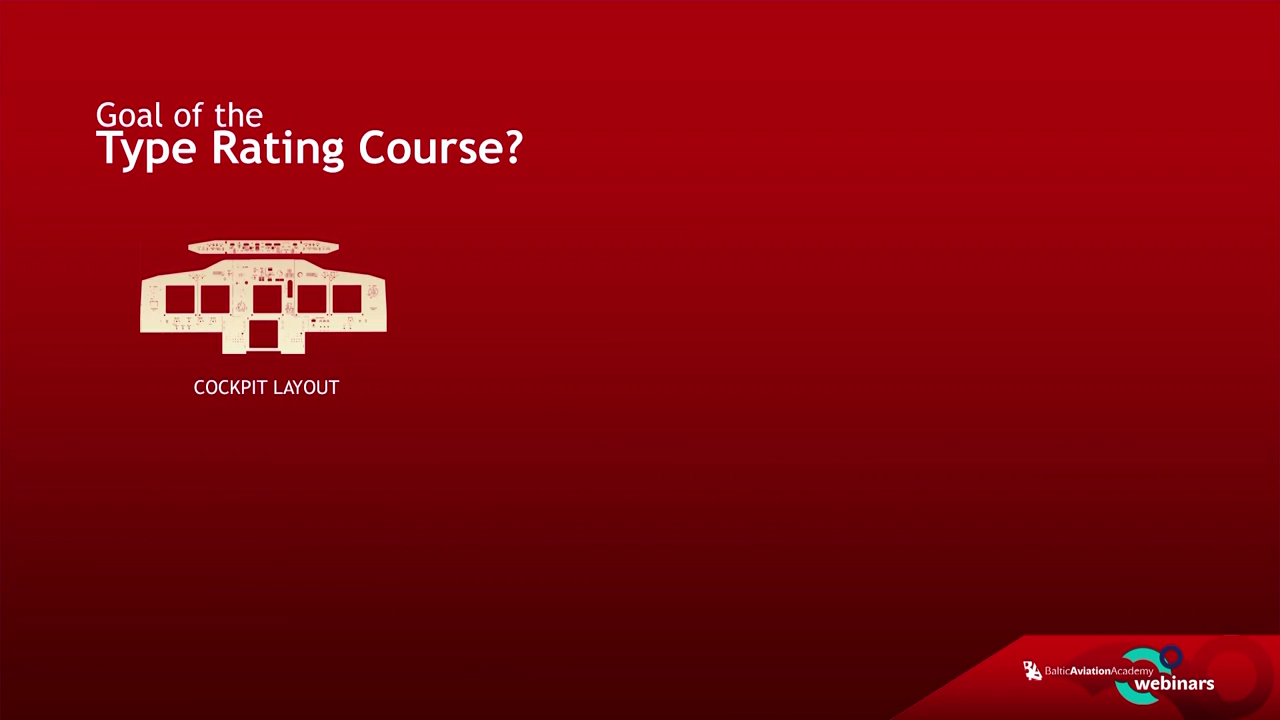 Goal of the
Type Rating Course?
COCKPIT LAYOUT
BalticAviationAcademy
webinars